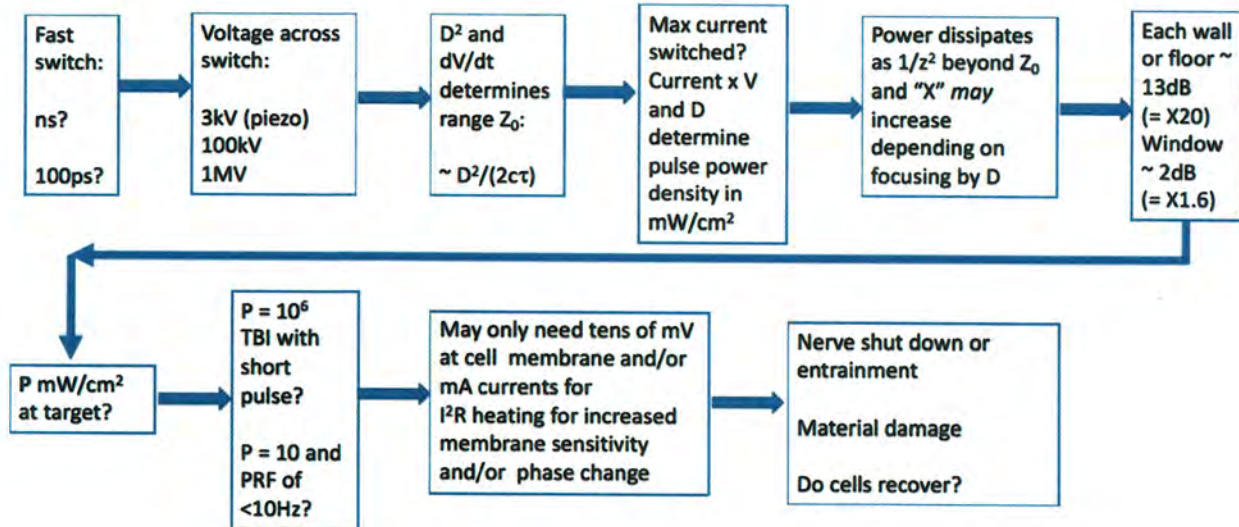 Fast
switch:
ns?
100ps?
Voltage across
switch:
3kV (piezo)
100kV
1MV
D² and
dV/dt
determines
range Z₀:
~ D²/(2cτ)
Max current
switched?
Current x V
and D
determine
pulse power
density in
mW/cm²
Power dissipates
as 1/z² beyond Z₀
and “X” may
increase
depending on
focusing by D
Each wall
or floor ~
13dB
(= X20)
Window
~ 2dB
(= X1.6)
P mW/cm²
at target?
P = 10⁶
TBI with
short
pulse?
P = 10 and
PRF of
<10Hz?
May only need tens of mV
at cell membrane and/or
mA currents for
I²R heating for increased
membrane sensitivity
and/or phase change
Nerve shut down or
entrainment
Material damage
Do cells recover?